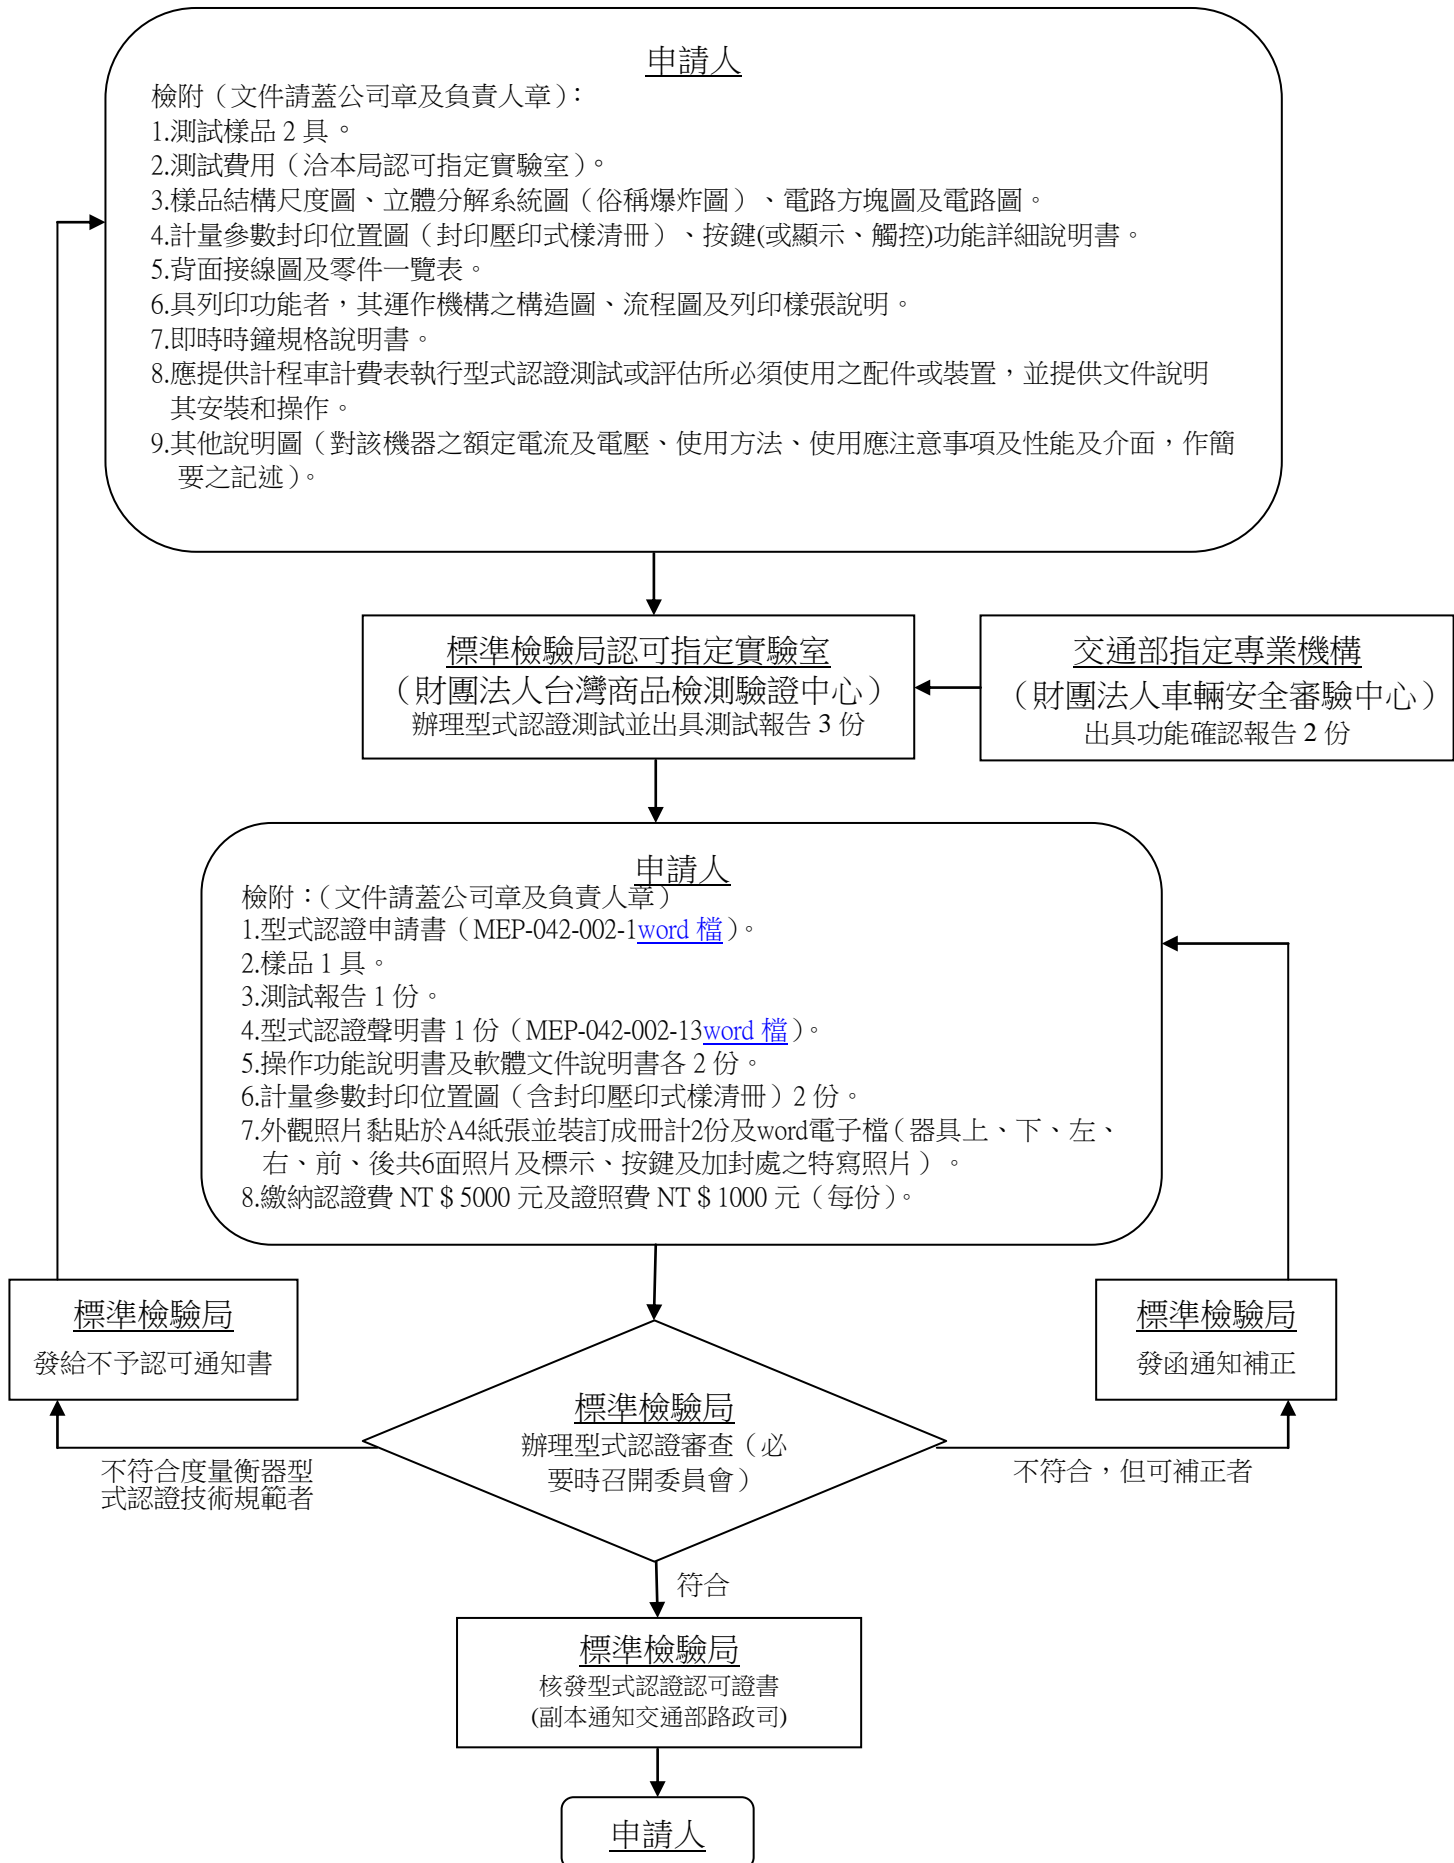 申請人
檢附（文件請蓋公司章及負責人章）：
1.測試樣品 2 具。
2.測試費用（洽本局認可指定實驗室）。
3.樣品結構尺度圖、立體分解系統圖（俗稱爆炸圖）、電路方塊圖及電路圖。
4.計量參數封印位置圖（封印壓印式樣清冊）、按鍵(或顯示、觸控)功能詳細說明書。
5.背面接線圖及零件一覽表。
6.具列印功能者，其運作機構之構造圖、流程圖及列印樣張說明。
7.即時時鐘規格說明書。
8.應提供計程車計費表執行型式認證測試或評估所必須使用之配件或裝置，並提供文件說明
其安裝和操作。
9.其他說明圖（對該機器之額定電流及電壓、使用方法、使用應注意事項及性能及介面，作簡
要之記述）。
標準檢驗局認可指定實驗室
（財團法人台灣商品檢測驗證中心）
辦理型式認證測試並出具測試報告 3 份
交通部指定專業機構
（財團法人車輛安全審驗中心）
出具功能確認報告 2 份
申請人
檢附：（文件請蓋公司章及負責人章）
1.型式認證申請書（MEP-042-002-1word 檔）。
2.樣品 1 具。
3.測試報告 1 份。
4.型式認證聲明書 1 份（MEP-042-002-13word 檔）。
5.操作功能說明書及軟體文件說明書各 2 份。
6.計量參數封印位置圖（含封印壓印式樣清冊）2 份。
7.外觀照片黏貼於A4紙張並裝訂成冊計2份及word電子檔（器具上、下、左、
右、前、後共6面照片及標示、按鍵及加封處之特寫照片）。
8.繳納認證費 NT＄5000 元及證照費 NT＄1000 元（每份）。
標準檢驗局
發給不予認可通知書
標準檢驗局
發函通知補正
標準檢驗局
辦理型式認證審查（必
要時召開委員會）
不符合度量衡器型
式認證技術規範者
不符合，但可補正者
符合
標準檢驗局
核發型式認證認可證書
(副本通知交通部路政司)
申請人